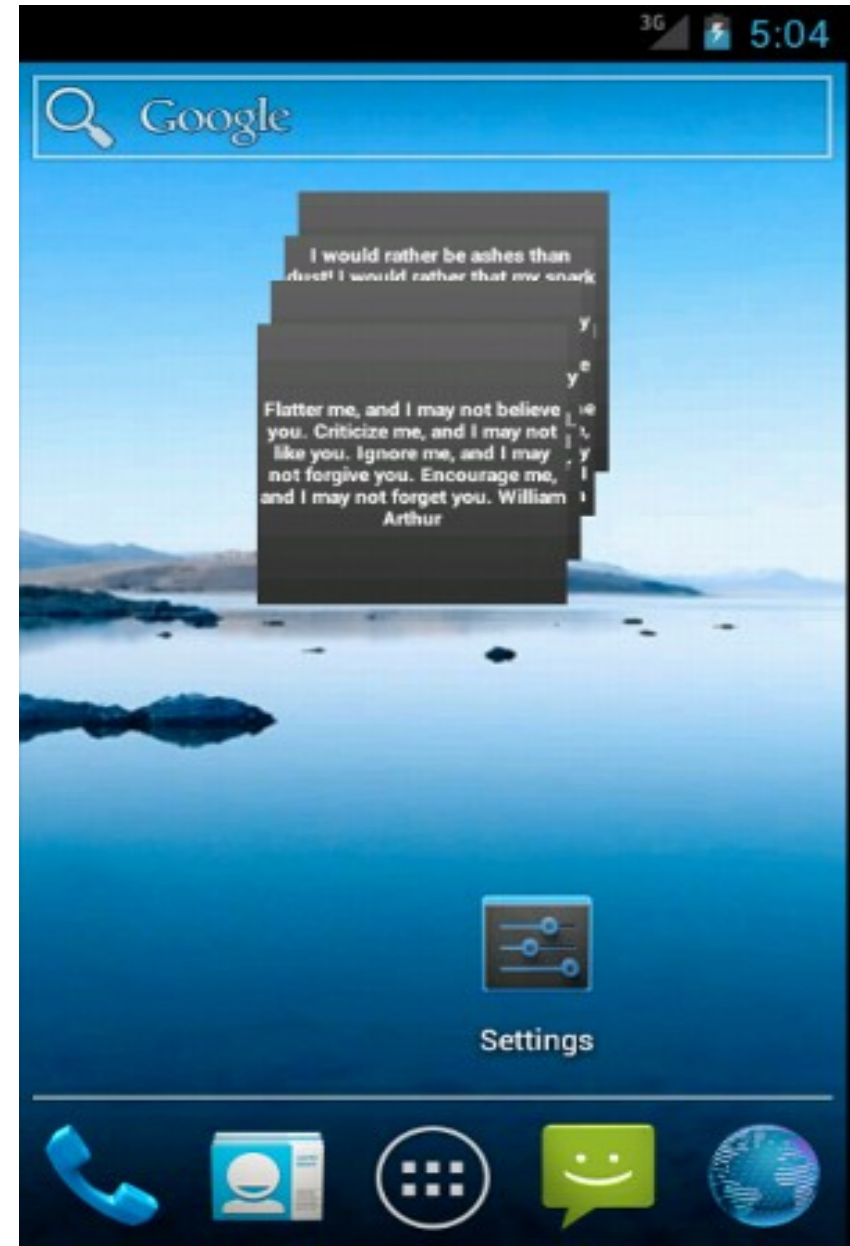 3G 5:04
Google
I would rather be ashes than
dust! I would rather that my spark
Flatter me, and I may not believe
you. Criticize me, and I may not
like you. Ignore me, and I may
not forgive you. Encourage me,
and I may not forget you. William
Arthur
Settings